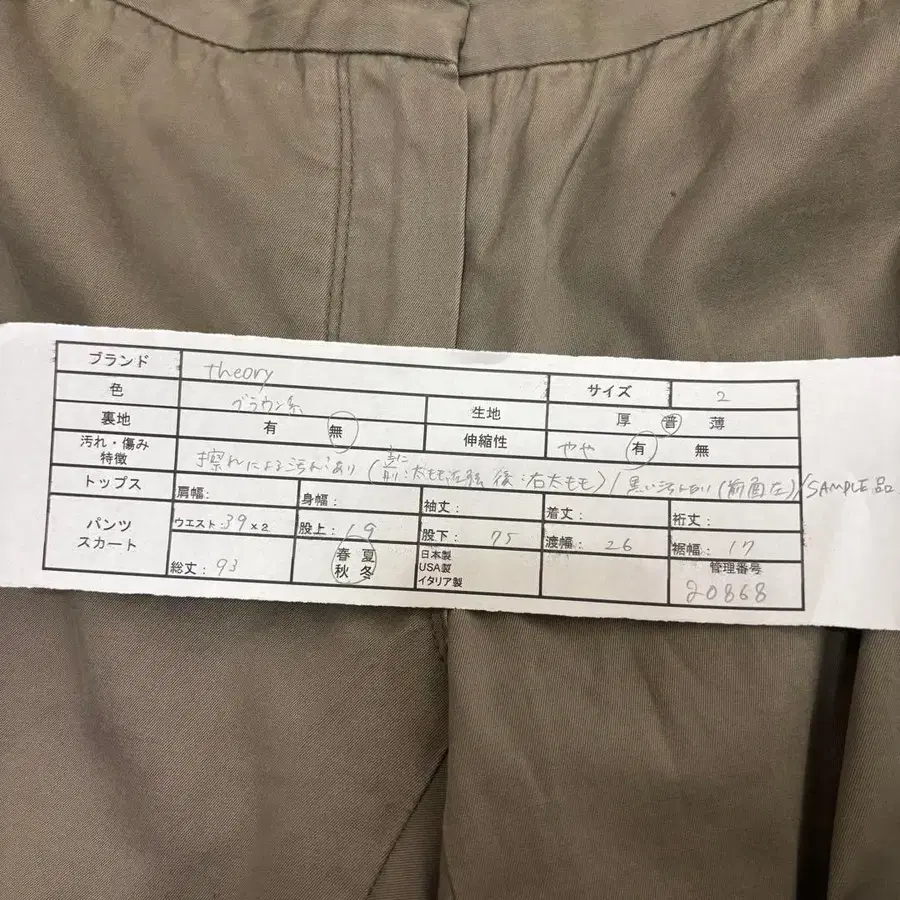 ブランド theory サイズ 2
色 ブラウン系 生地 厚 普 薄
裏地 有 無 伸縮性 やや 有 無
汚れ・傷み
特徴
擦れによる汚れあり (主に前:太もも左 後:右太もも) / 黒い汚れあり (前面左) / SAMPLE品
トップス 肩幅: 身幅: 袖丈: 着丈: 裄丈:
パンツ
スカート
ウエスト:39×2 股上:19 股下: 75 渡幅: 26 裾幅: 17
総丈: 93
春 夏
秋 冬
日本製
USA製
イタリア製
管理番号
20868